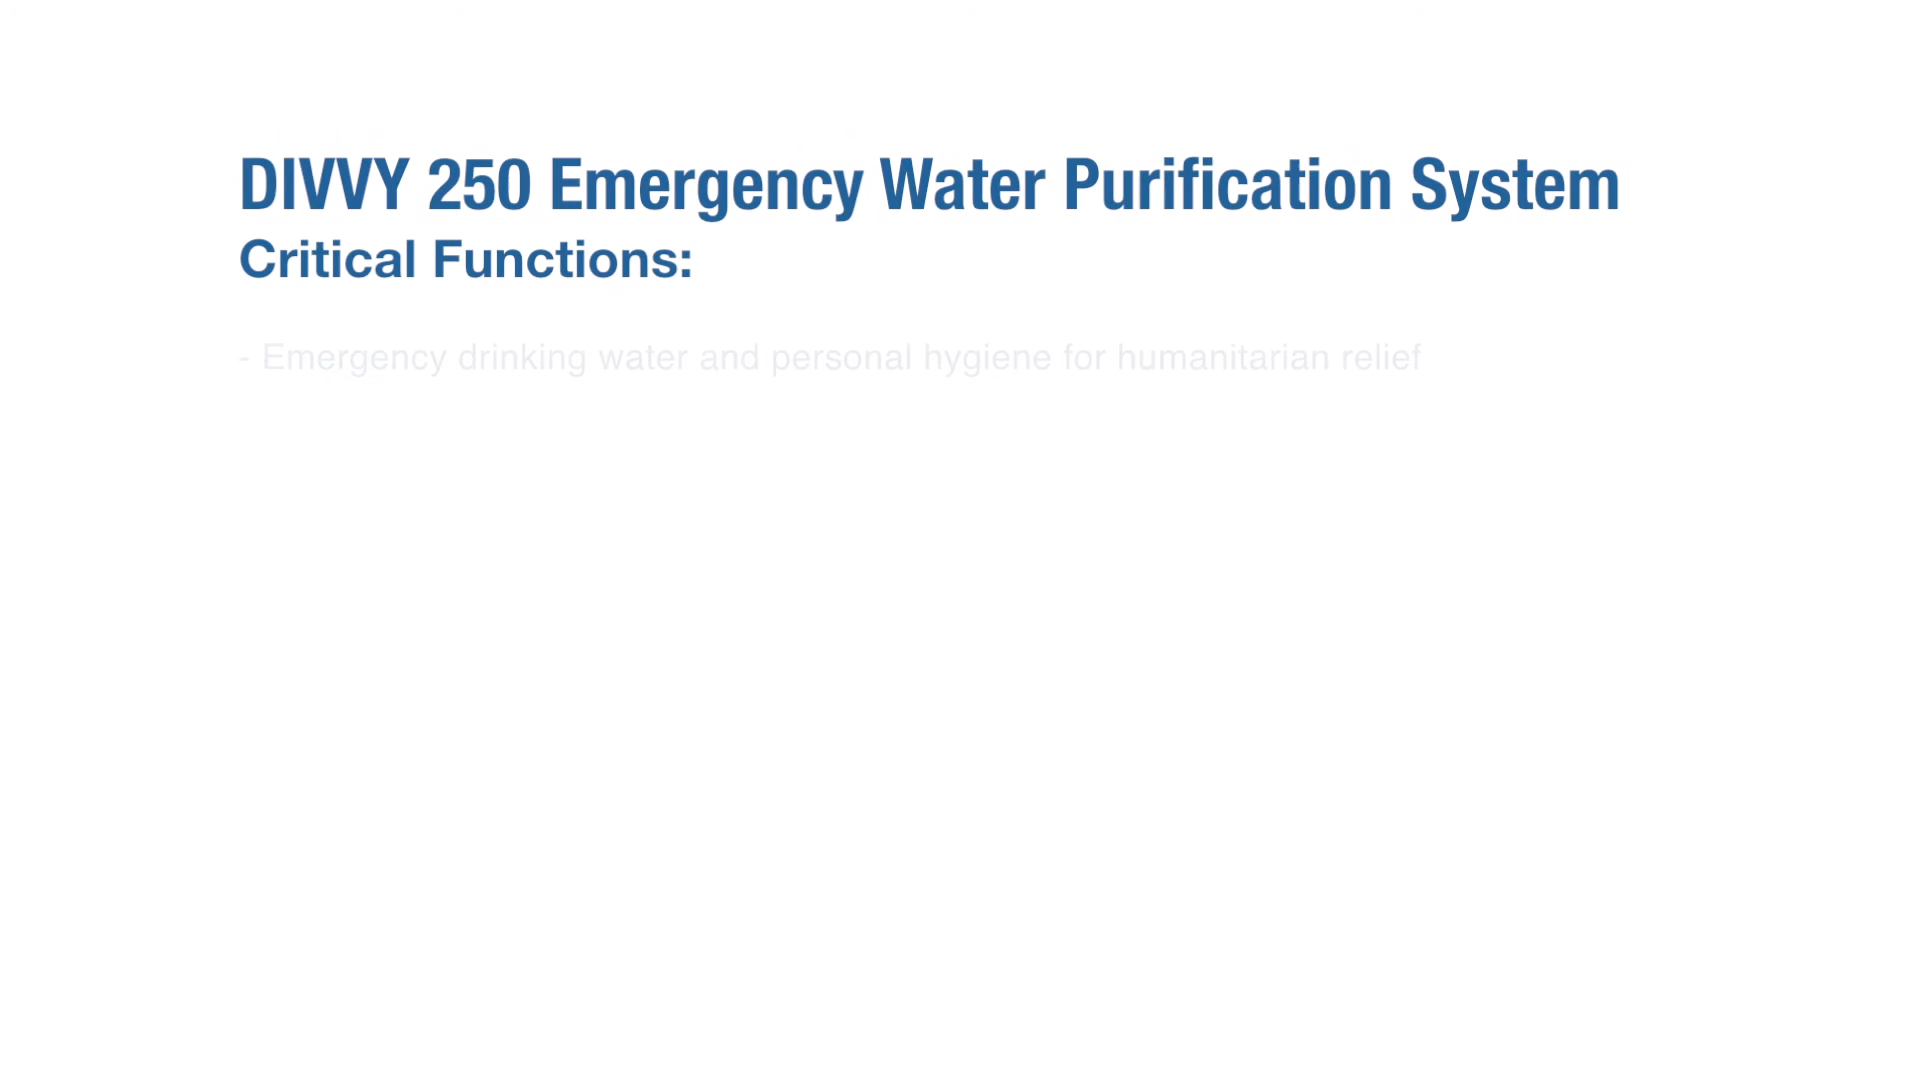 DIVVY 250 Emergency Water Purification System
Critical Functions:
- Emergency drinking water and personal hygiene for humanitarian relief